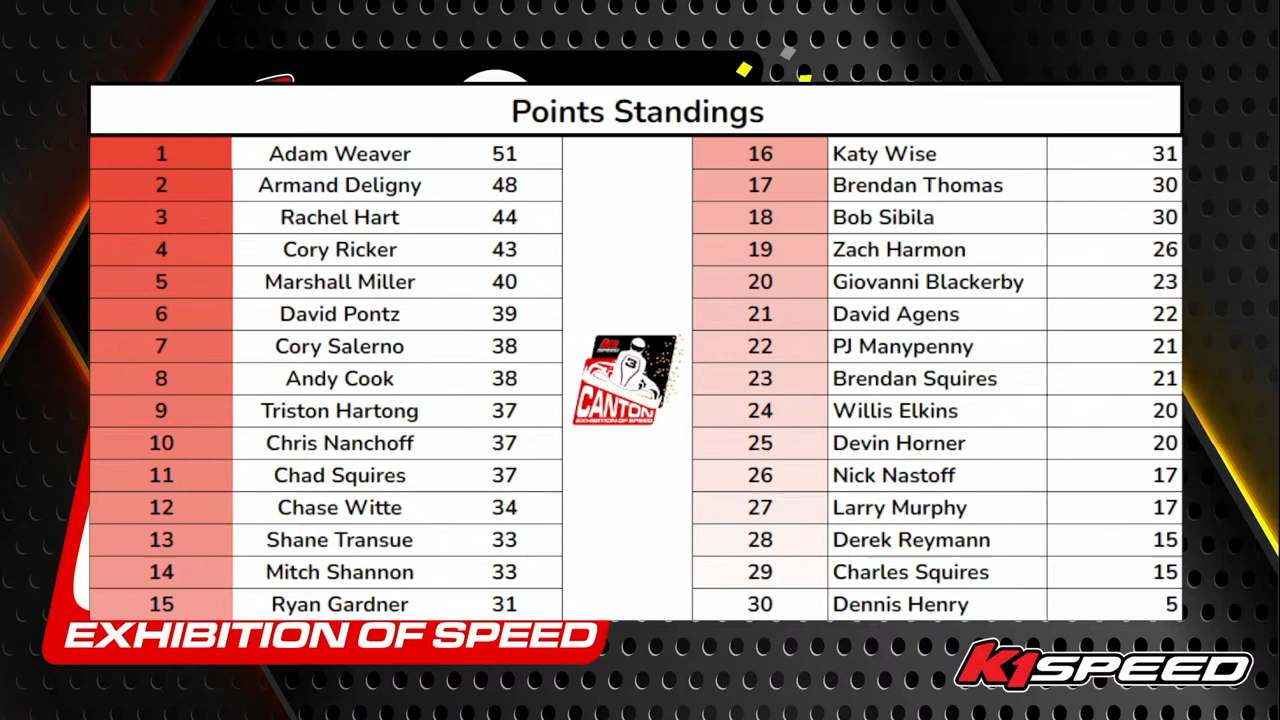 Points Standings
1 Adam Weaver 51
2 Armand Deligny 48
3 Rachel Hart 44
4 Cory Ricker 43
5 Marshall Miller 40
6 David Pontz 39
7 Cory Salerno 38
8 Andy Cook 38
9 Triston Hartong 37
10 Chris Nanchoff 37
11 Chad Squires 37
12 Chase Witte 34
13 Shane Transue 33
14 Mitch Shannon 33
15 Ryan Gardner 31
K1 SPEED
3
CANTON
EXHIBITION OF SPEED
16 Katy Wise 31
17 Brendan Thomas 30
18 Bob Sibila 30
19 Zach Harmon 26
20 Giovanni Blackerby 23
21 David Agens 22
22 PJ Manypenny 21
23 Brendan Squires 21
24 Willis Elkins 20
25 Devin Horner 20
26 Nick Nastoff 17
27 Larry Murphy 17
28 Derek Reymann 15
29 Charles Squires 15
30 Dennis Henry 5
EXHIBITION OF SPEED
K1SPEED